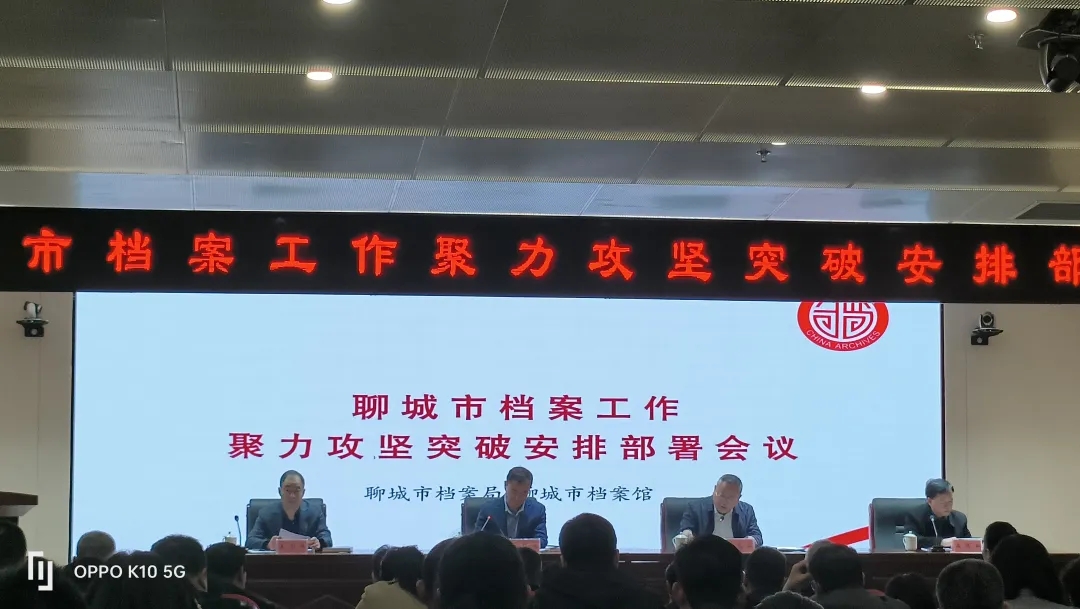 市档案工作聚力攻坚突破安排部
CHINA ARCHIVES
聊城市档案工作
聚力攻坚突破安排部署会议
聊城市档案局 聊城市档案馆
OPPO K10 5G